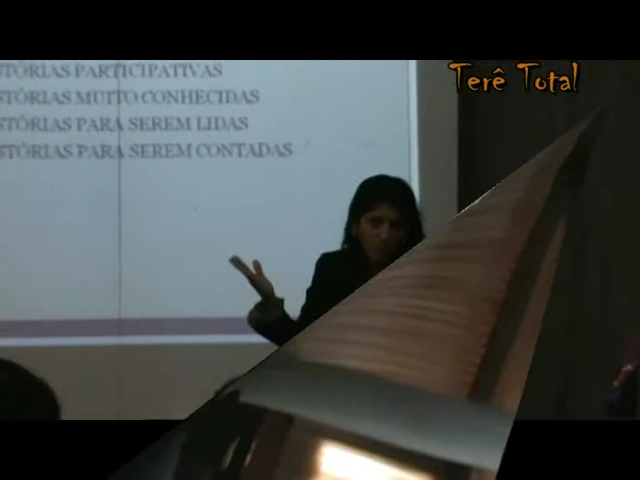 STÓRIAS PARTICIPATIVAS
STÓRIAS MUITO CONHECIDAS
STÓRIAS PARA SEREM LIDAS
STÓRIAS PARA SEREM CONTADAS
Terê Total